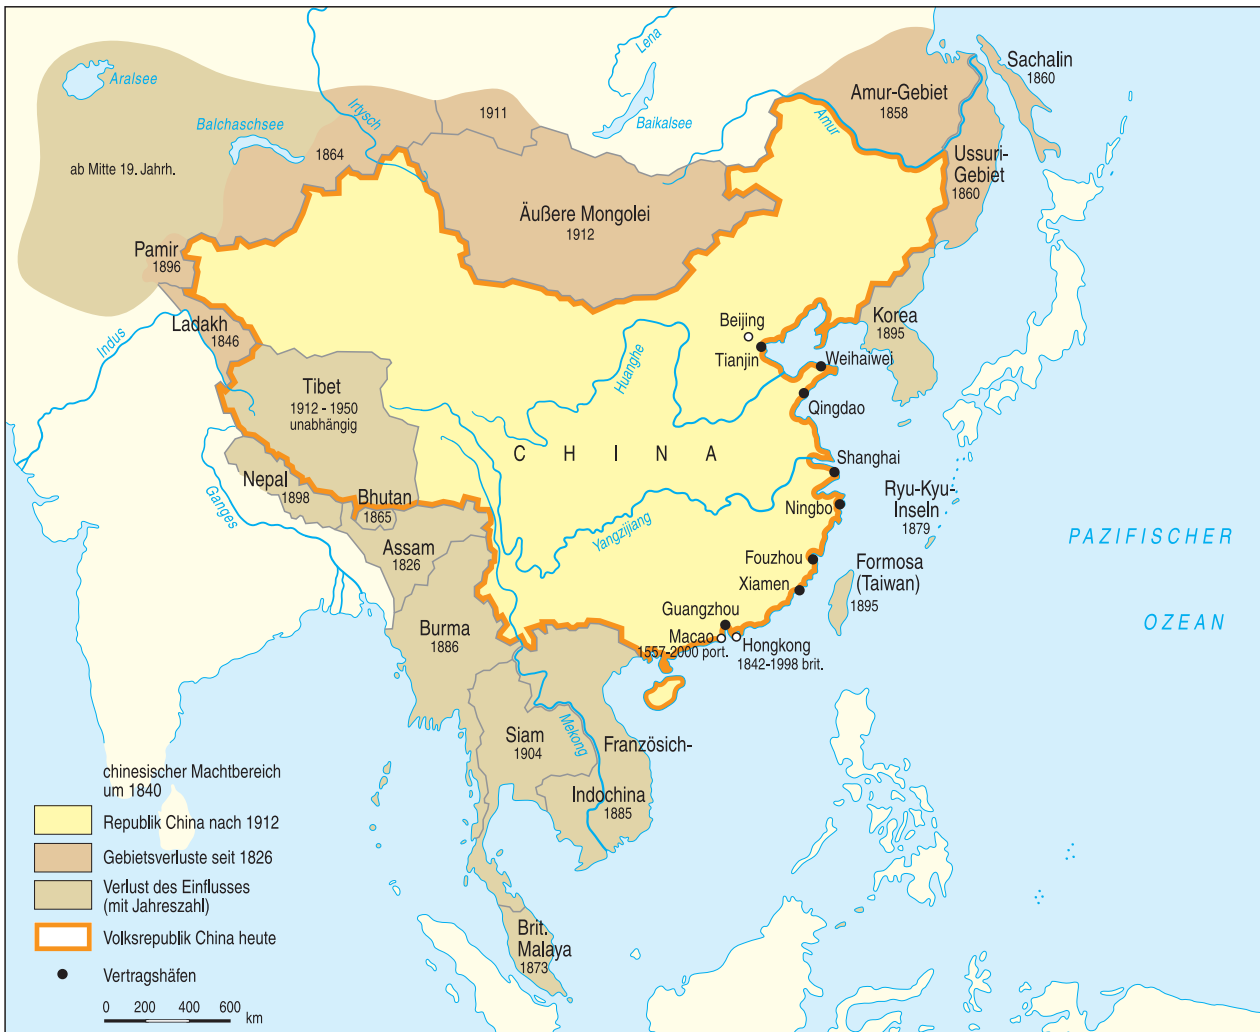 Aralsee
Lena
Sachalin
1860
Amur-Gebiet
1858
Balchaschsee
Irtysch
1911
Baikalsee
Amur
1864
ab Mitte 19. Jahrh.
Ussuri-
Gebiet
1860
Äußere Mongolei
1912
Pamir
1896
Ladakh
1846
Indus
Beijing
Tianjin
Korea
1895
Weihaiwei
Huanghe
Tibet
1912 - 1950
unabhängig
Qingdao
CHINA
Shanghai
Nepal
1898
Ganges
Bhutan
1865
Ningbo
Ryu-Kyu-
Inseln
1879
Yangzijiang
PAZIFISCHER
OZEAN
Assam
1826
Fouzhou
Formosa
(Taiwan)
1895
Xiamen
Guangzhou
Burma
1886
Macao
1557-2000 port.
Hongkong
1842-1998 brit.
Siam
1904
Mekong
Französich-
Indochina
1885
Brit.
Malaya
1873
chinesischer Machtbereich
um 1840
Republik China nach 1912
Gebietsverluste seit 1826
Verlust des Einflusses
(mit Jahreszahl)
Volksrepublik China heute
Vertragshäfen
0 200 400 600
km